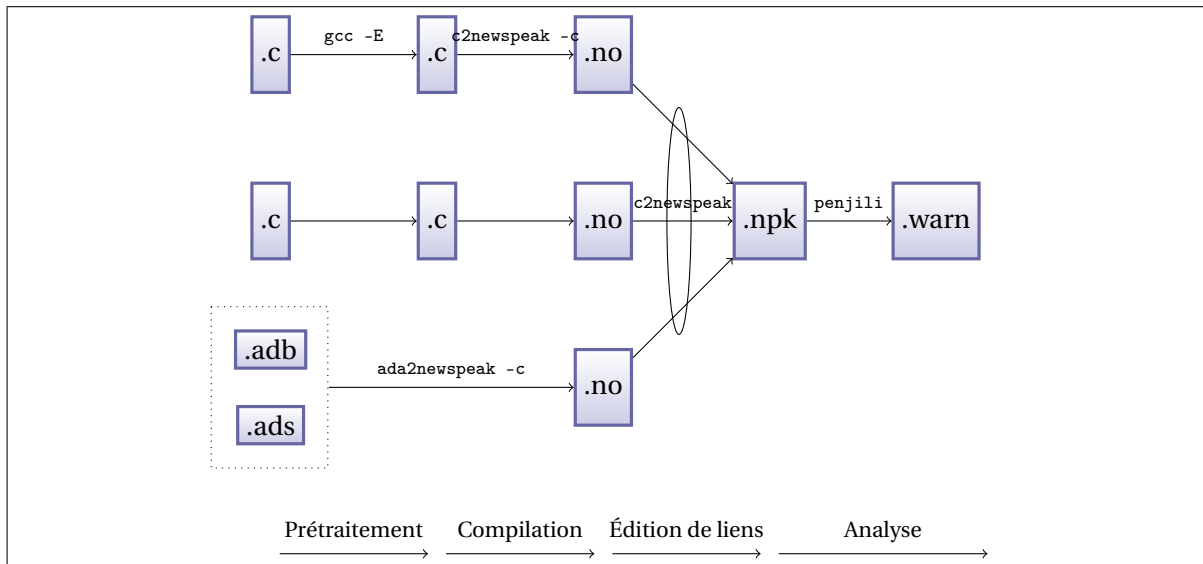 gcc -E c2newspeak -c
.c .c .no
c2newspeak penjili
.c .c .no .npk .warn
.adb
ada2newspeak -c
.no
.ads
Prétraitement Compilation Édition de liens Analyse